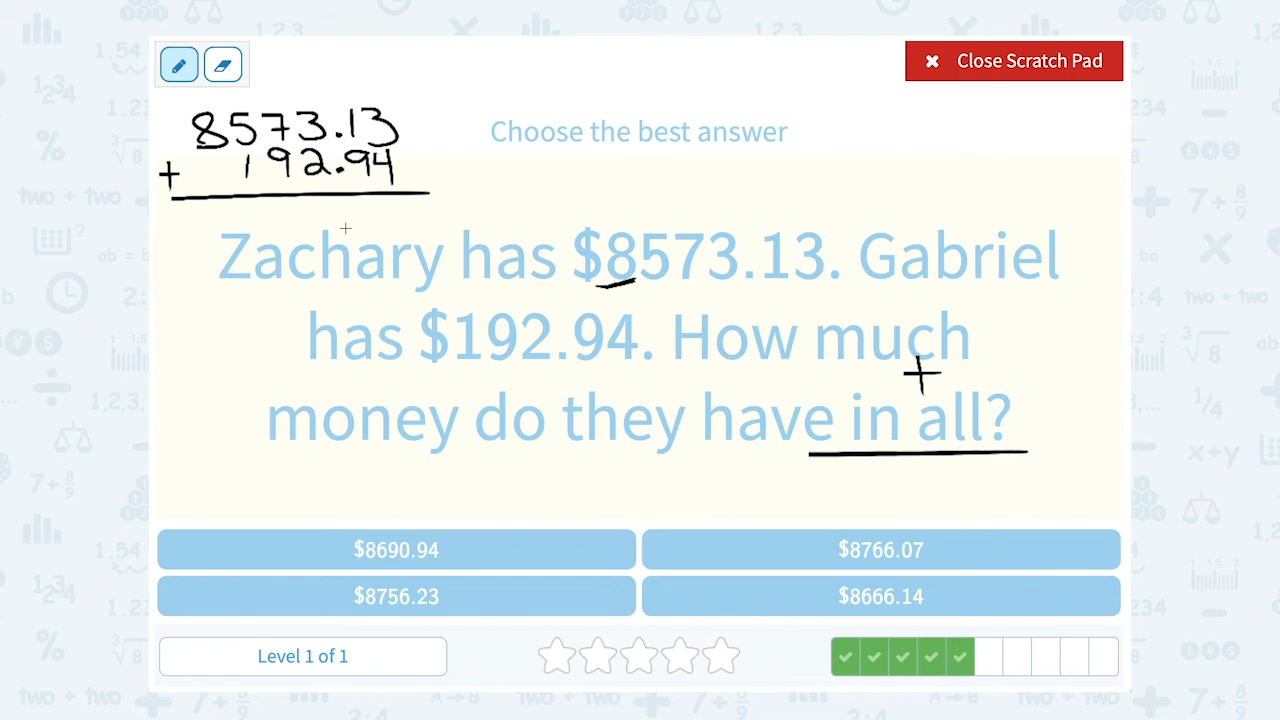 ✖ Close Scratch Pad
8573.13
+ 192.94
Choose the best answer
Zachary has $8573.13. Gabriel
has $192.94. How much
+
money do they have in all?
$8690.94
$8766.07
$8756.23
$8666.14
Level 1 of 1